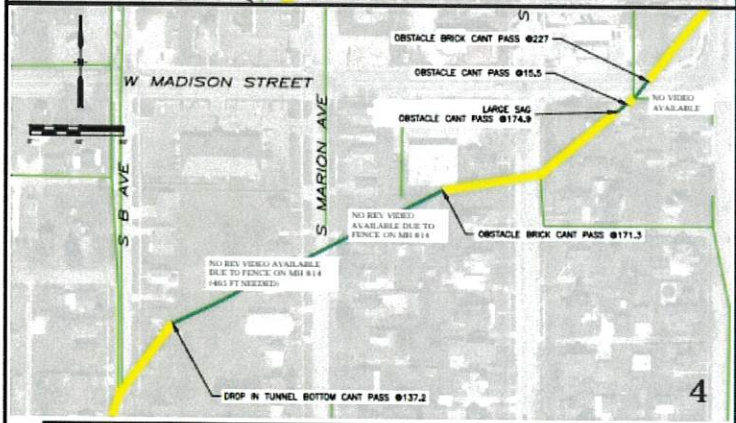 S
OBSTACLE BRICK CANT PASS @227
OBSTACLE CANT PASS @15.5
W MADISON STREET
NO VIDEO
AVAILABLE
LARGE SAG
OBSTACLE CANT PASS @174.9
S MARION AVE
S B AVE
NO REV VIDEO
AVAILABLE DUE TO
FENCE ON MH 814
OBSTACLE BRICK CANT PASS @171.3
NO REV VIDEO AVAILABLE
DUE TO FENCE ON MH 814
(465 FT NEEDED)
DROP IN TUNNEL BOTTOM CANT PASS @137.2
4